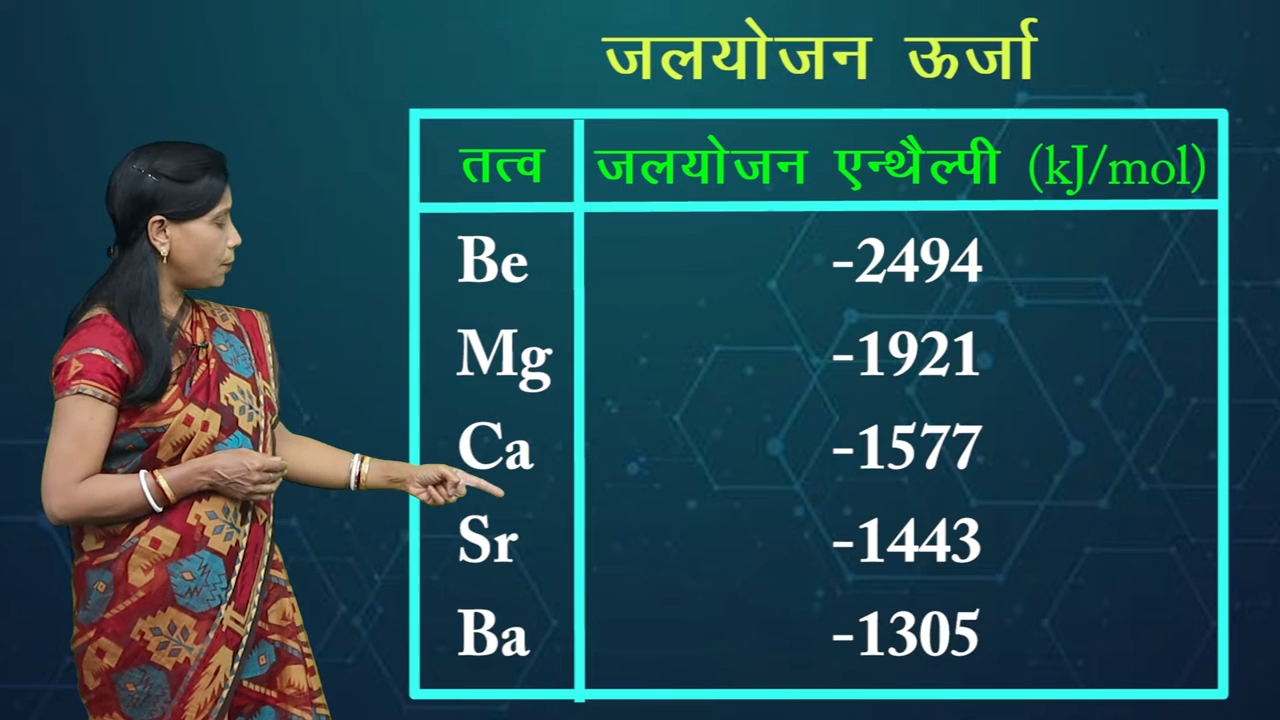 जलयोजन ऊर्जा
तत्व जलयोजन एन्थैल्पी (kJ/mol)
Be -2494
Mg -1921
Ca -1577
Sr -1443
Ba -1305